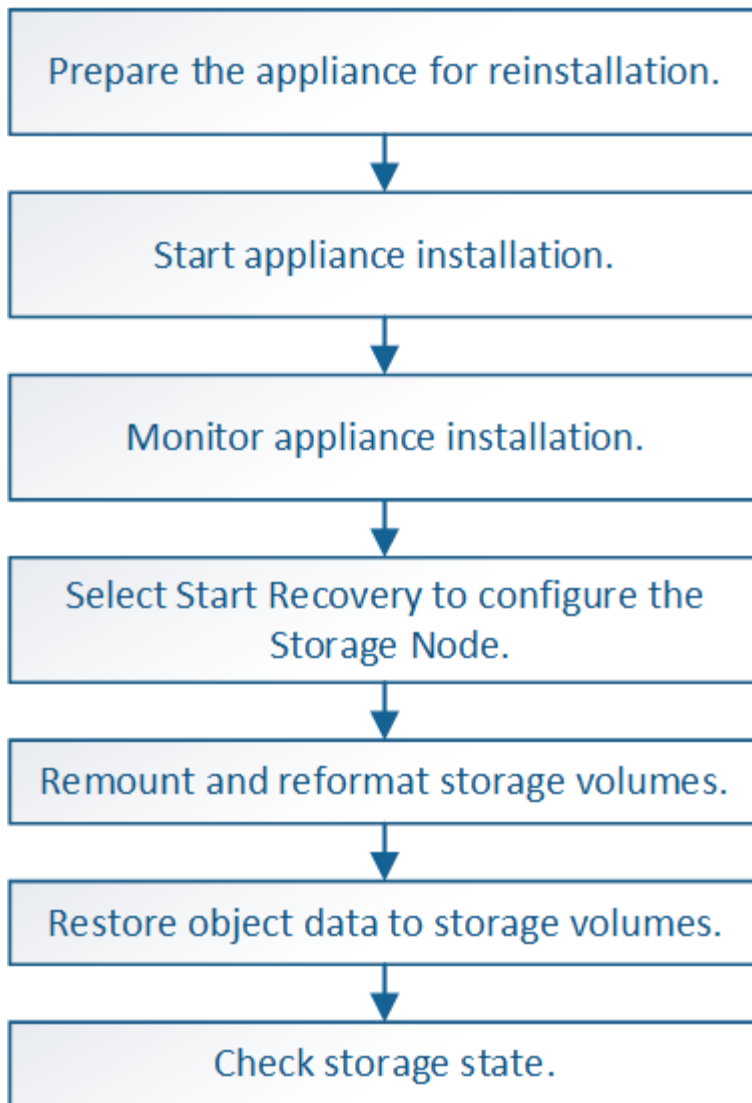 Prepare the appliance for reinstallation.
Start appliance installation.
Monitor appliance installation.
Select Start Recovery to configure the
Storage Node.
Remount and reformat storage volumes.
Restore object data to storage volumes.
Check storage state.